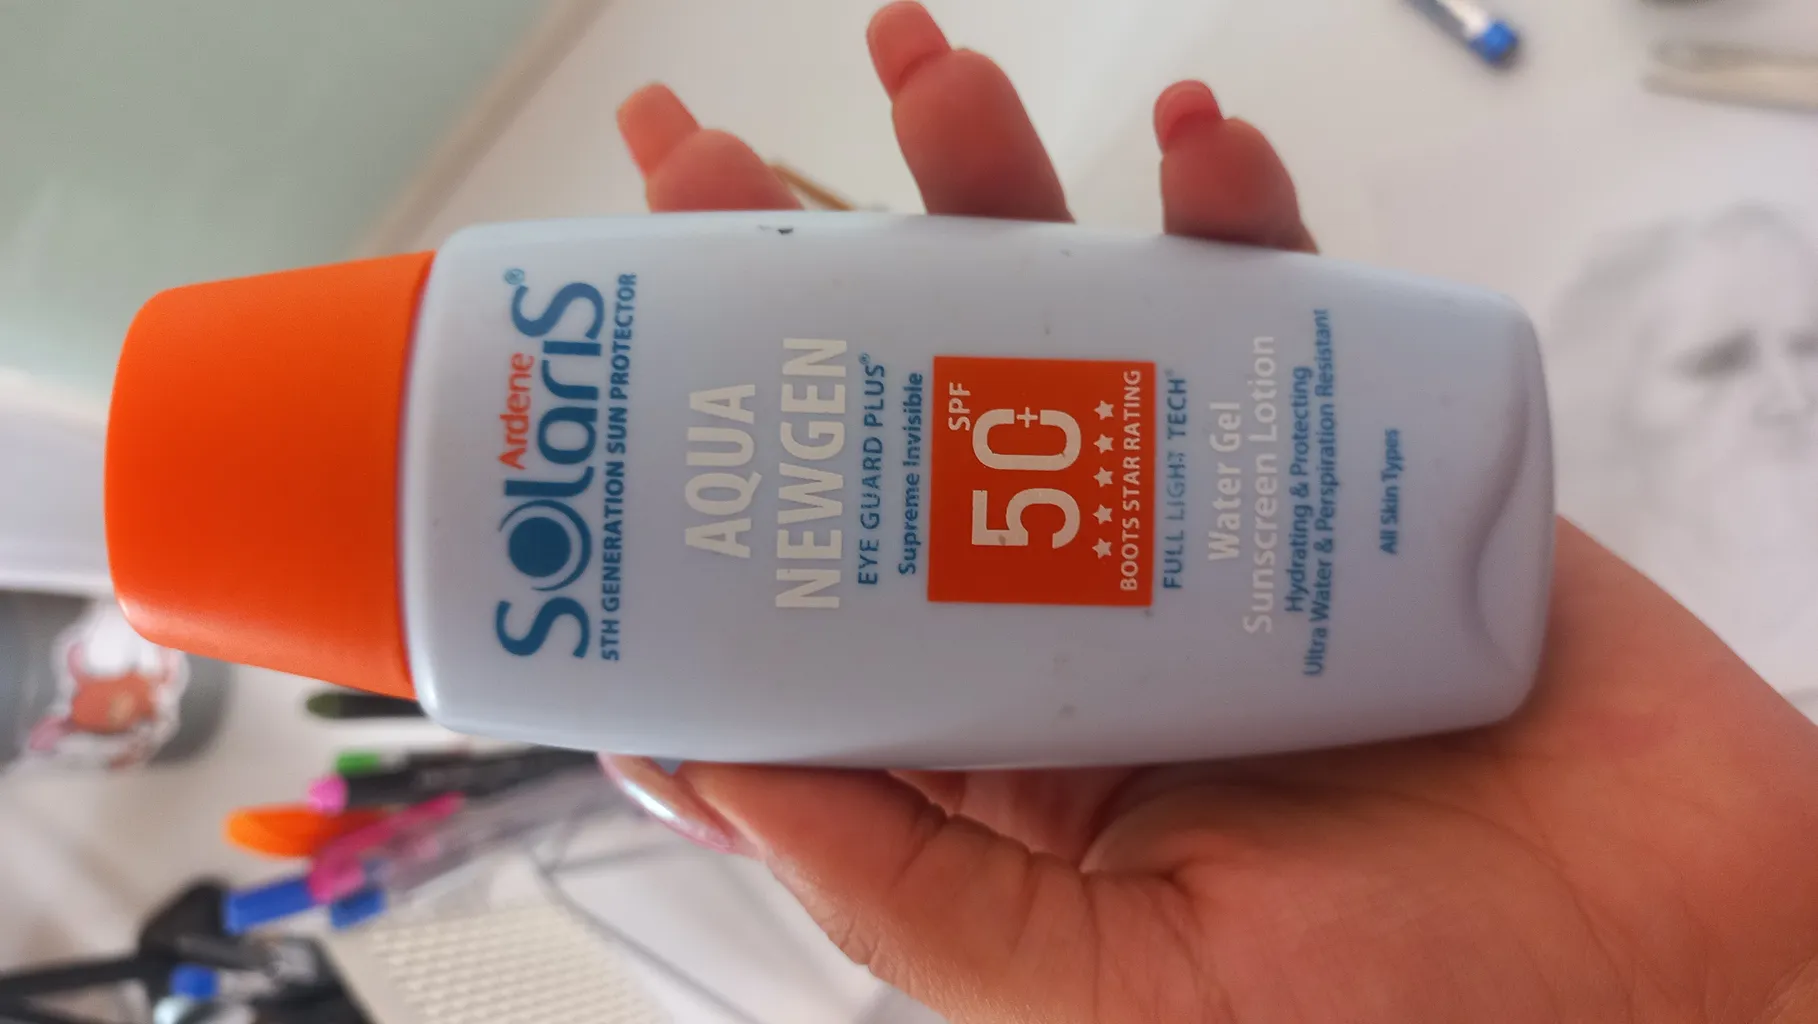 Ardene
Solaris®
5TH GENERATION SUN PROTECTOR
AQUA
NEWGEN
EYE GUARD PLUS®
Supreme Invisible
SPF
50+
★★★★★
BOOTS STAR RATING
FULL LIGHT TECH®
Water Gel
Sunscreen Lotion
Hydrating & Protecting
Ultra Water & Perspiration Resistant
All Skin Types